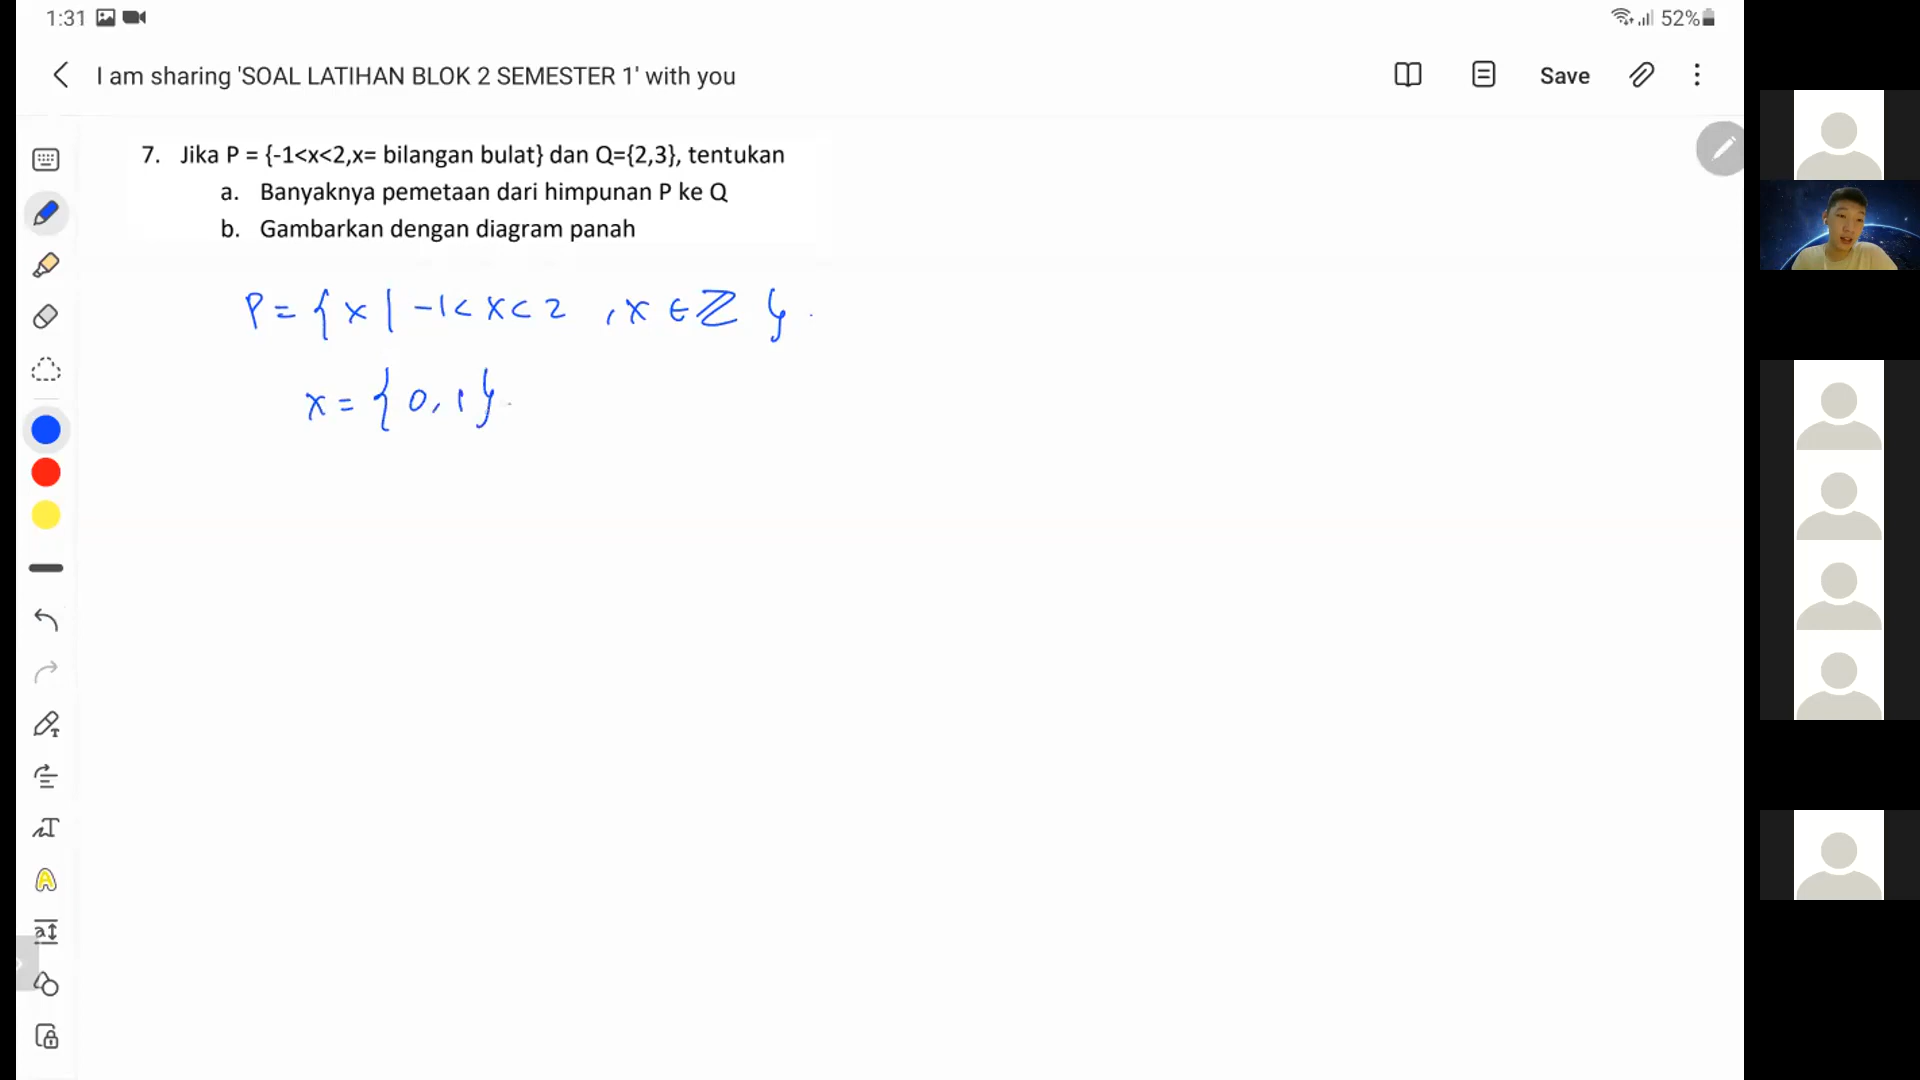 1:31
52%
I am sharing 'SOAL LATIHAN BLOK 2 SEMESTER 1' with you
Save
7. Jika P = {-1<x<2,x= bilangan bulat} dan Q={2,3}, tentukan
a. Banyaknya pemetaan dari himpunan P ke Q
b. Gambarkan dengan diagram panah
P = { x | -1 < x < 2 , x ∈ ℤ } .
x = { 0, 1 } .